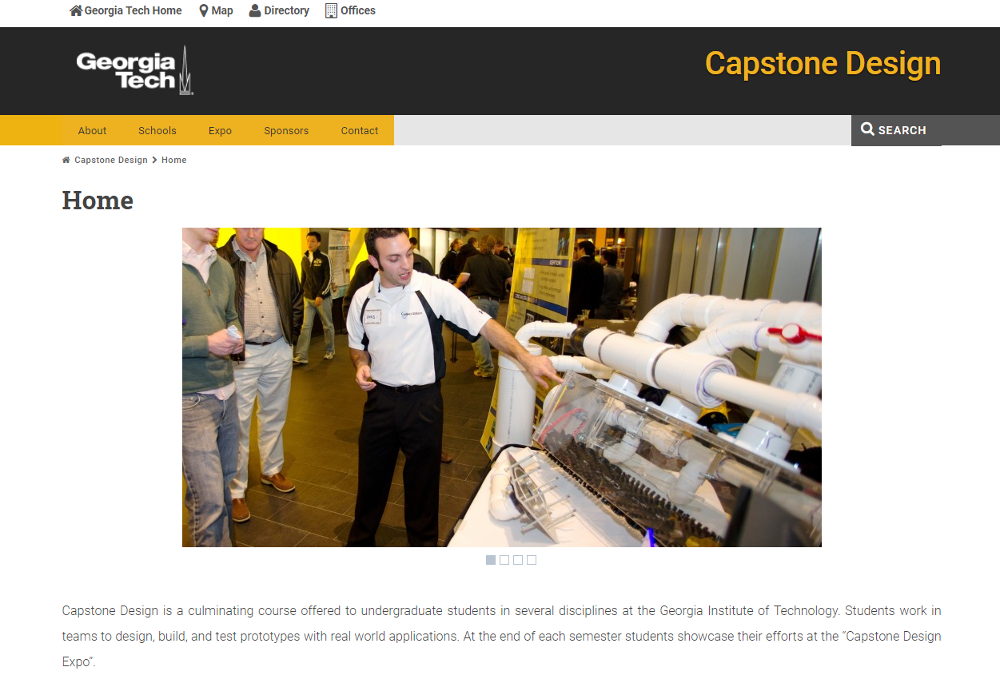 Georgia Tech Home Map Directory Offices
Georgia
Tech
Capstone Design
About Schools Expo Sponsors Contact SEARCH
Capstone Design Home
Home
Capstone Design is a culminating course offered to undergraduate students in several disciplines at the Georgia Institute of Technology. Students work in
teams to design, build, and test prototypes with real world applications. At the end of each semester students showcase their efforts at the “Capstone Design
Expo”.